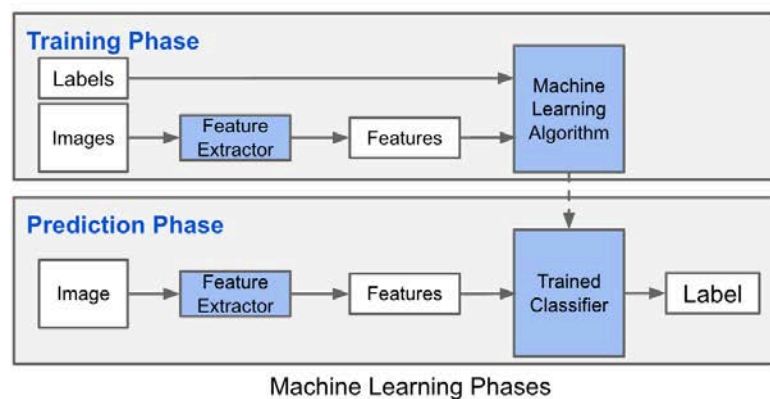 Training Phase
Labels
Images
Feature
Extractor
Features
Machine
Learning
Algorithm
Prediction Phase
Image
Feature
Extractor
Features
Trained
Classifier
Label
Machine Learning Phases